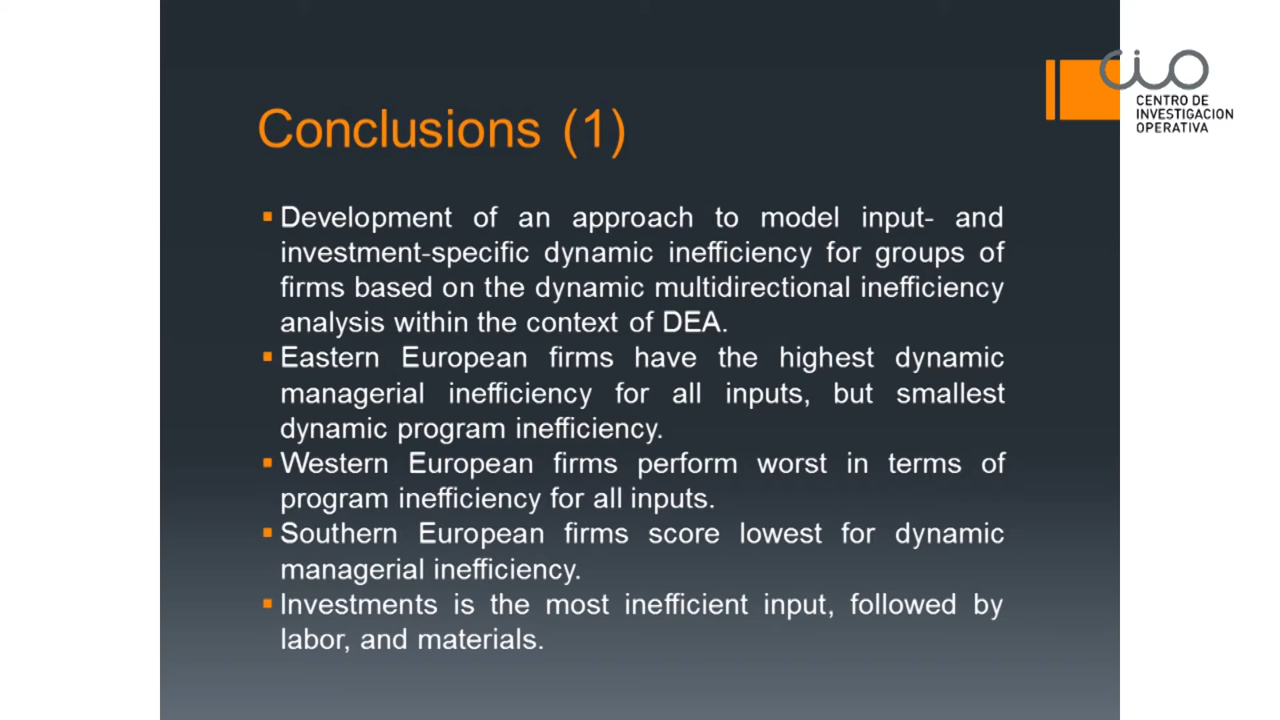 Conclusions (1)
Development of an approach to model input- and
investment-specific dynamic inefficiency for groups of
firms based on the dynamic multidirectional inefficiency
analysis within the context of DEA.
Eastern European firms have the highest dynamic
managerial inefficiency for all inputs, but smallest
dynamic program inefficiency.
Western European firms perform worst in terms of
program inefficiency for all inputs.
Southern European firms score lowest for dynamic
managerial inefficiency.
Investments is the most inefficient input, followed by
labor, and materials.
cio
CENTRO DE
INVESTIGACION
OPERATIVA